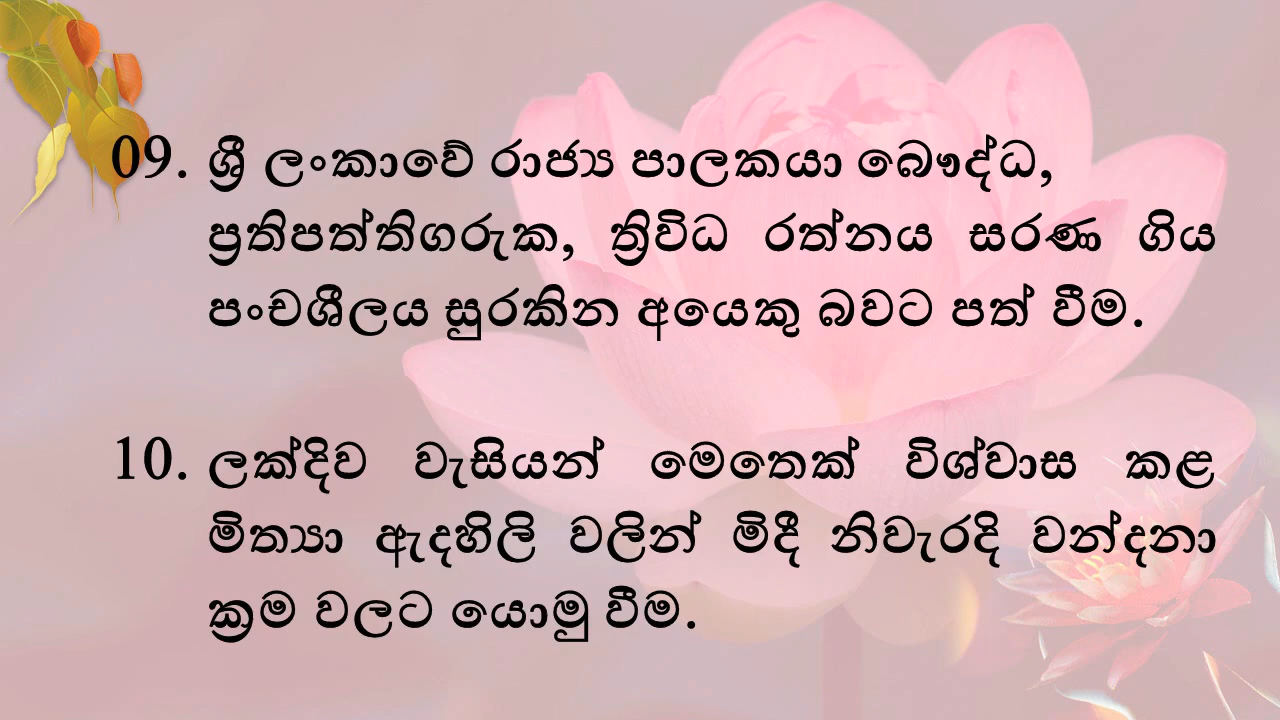 09. ශ්‍රී ලංකාවේ රාජ්‍ය පාලකයා බෞද්ධ,
ප්‍රතිපත්තිගරුක, ත්‍රිවිධ රත්නය සරණ ගිය
පංචශීලය සුරකින අයෙකු බවට පත් වීම.
10. ලක්දිව වැසියන් මෙතෙක් විශ්වාස කළ
මිත්‍යා ඇදහිලි වලින් මිදී නිවැරදි වන්දනා
ක්‍රම වලට යොමු වීම.